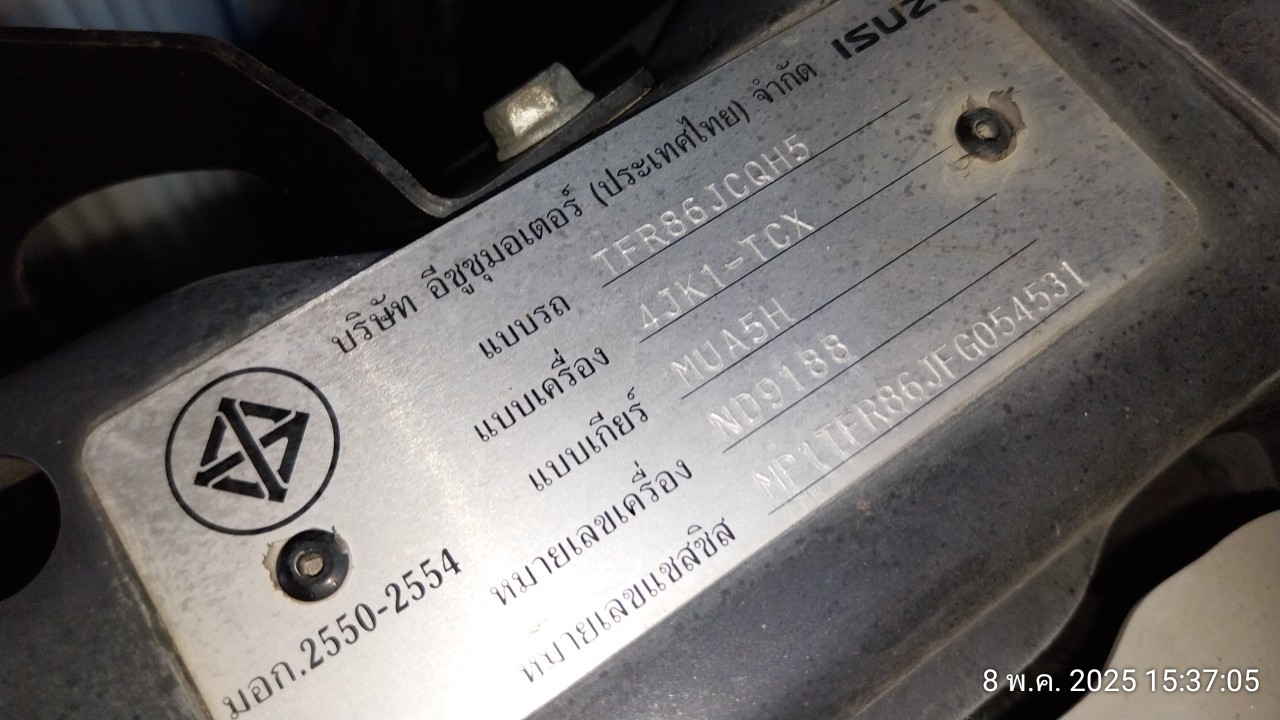 ISUZU
บริษัท อีซูซุมอเตอร์ (ประเทศไทย) จำกัด
แบบรถ TFR86JCQH5
แบบเครื่อง 4JK1-TCX
แบบเกียร์ MUA5H
หมายเลขเครื่อง ND9188
หมายเลขแชสซิส MP1TFR86JFG054531
มอก.2550-2554
8 พ.ค. 2025 15:37:05